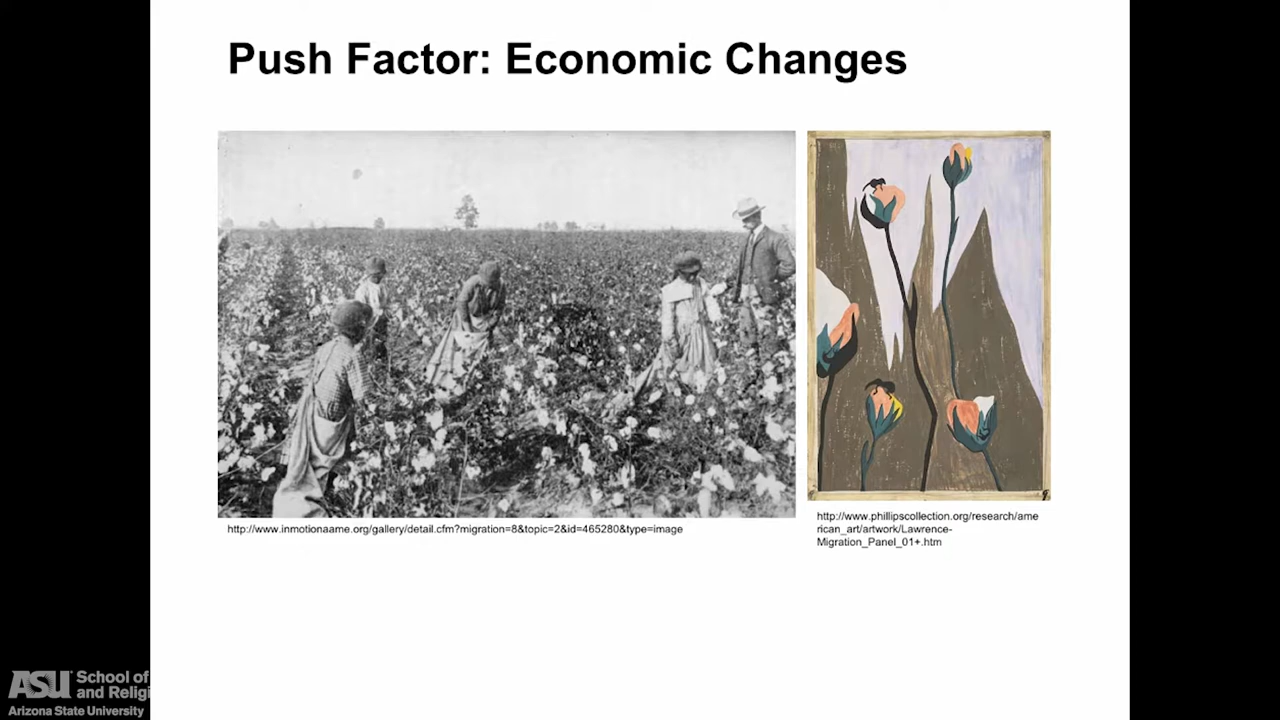 Push Factor: Economic Changes
http://www.inmotionaame.org/gallery/detail.cfm?migration=8&topic=2&id=465280&type=image
http://www.phillipscollection.org/research/ame
rican_art/artwork/Lawrence-
Migration_Panel_01+.htm
ASU School of
and Religi
Arizona State University